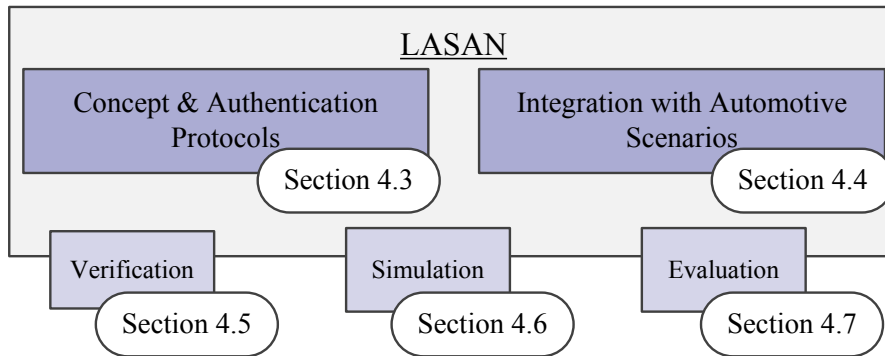 LASAN
Concept & Authentication
Protocols
Section 4.3
Integration with Automotive
Scenarios
Section 4.4
Verification
Section 4.5
Simulation
Section 4.6
Evaluation
Section 4.7